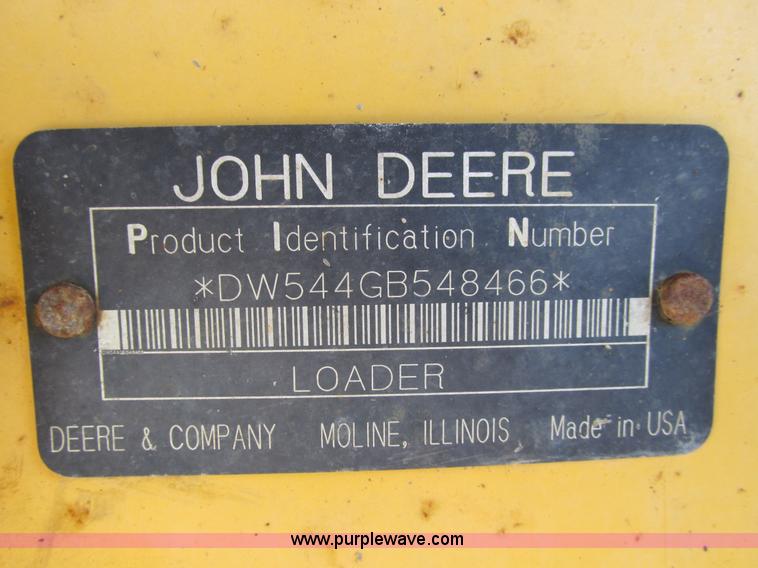 JOHN DEERE
Product Identification Number
*DW544GB548466*
LOADER
DEERE & COMPANY MOLINE, ILLINOIS Made in USA
www.purplewave.com